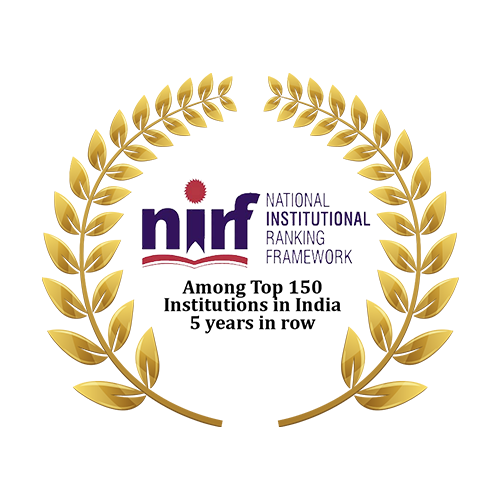 nirf
NATIONAL
INSTITUTIONAL
RANKING
FRAMEWORK
Among Top 150
Institutions in India
5 years in row